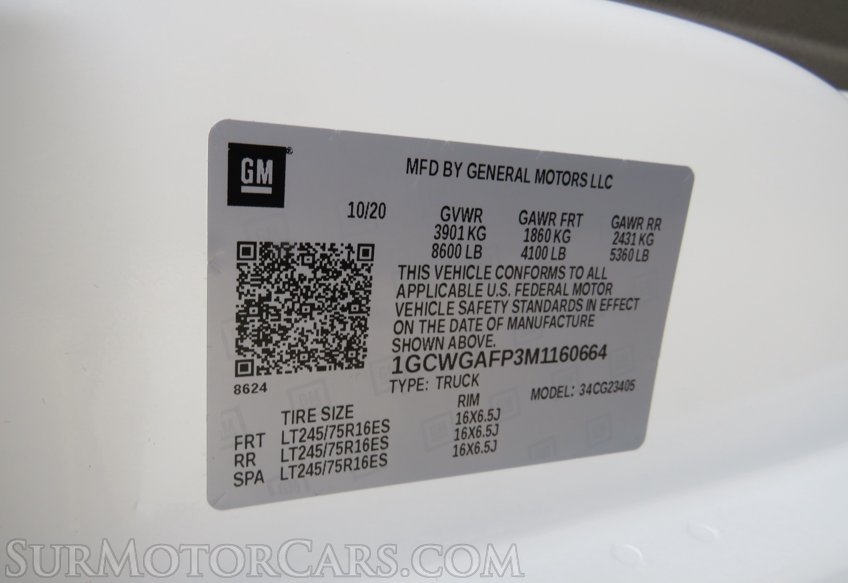 GM®
MFD BY GENERAL MOTORS LLC
10/20 GVWR GAWR FRT GAWR RR
3901 KG 1860 KG 2431 KG
8600 LB 4100 LB 5360 LB
THIS VEHICLE CONFORMS TO ALL
APPLICABLE U.S. FEDERAL MOTOR
VEHICLE SAFETY STANDARDS IN EFFECT
ON THE DATE OF MANUFACTURE
SHOWN ABOVE.
1GCWGAFP3M1160664
8624
TYPE: TRUCK MODEL: 34CG23405
TIRE SIZE RIM
FRT LT245/75R16ES 16X6.5J
RR LT245/75R16ES 16X6.5J
SPA LT245/75R16ES 16X6.5J
SURMOTORCARS.COM